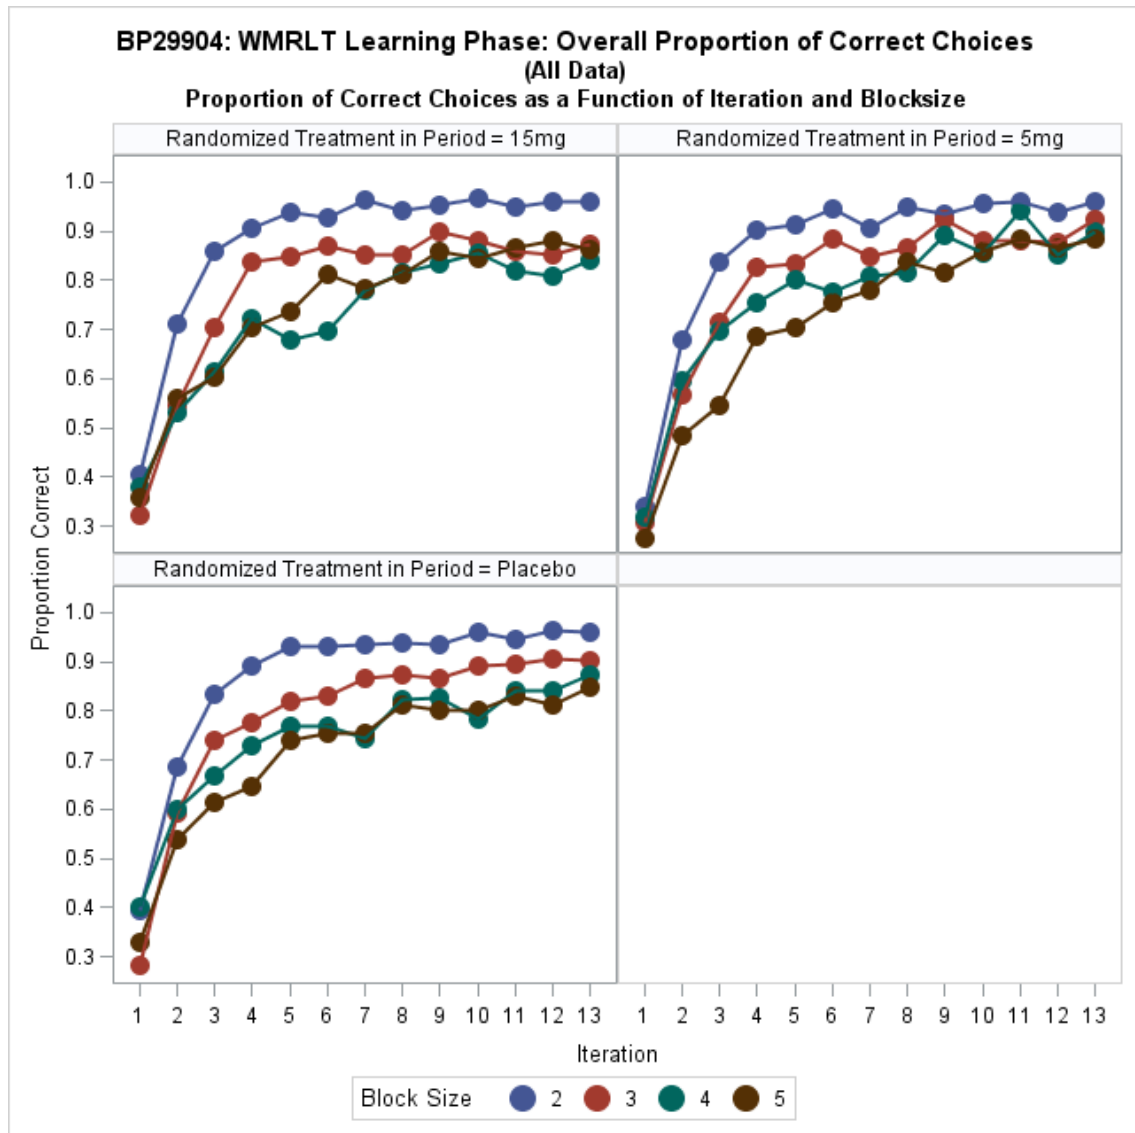 BP29904: WMRLT Learning Phase: Overall Proportion of Correct Choices
(All Data)
Proportion of Correct Choices as a Function of Iteration and Blocksize
Randomized Treatment in Period = 15mg
Randomized Treatment in Period = 5mg
1.0
0.9
0.8
0.7
0.6
0.5
0.4
0.3
Randomized Treatment in Period = Placebo
Proportion Correct
1.0
0.9
0.8
0.7
0.6
0.5
0.4
0.3
1 2 3 4 5 6 7 8 9 10 11 12 13
1 2 3 4 5 6 7 8 9 10 11 12 13
Iteration
Block Size 2 3 4 5